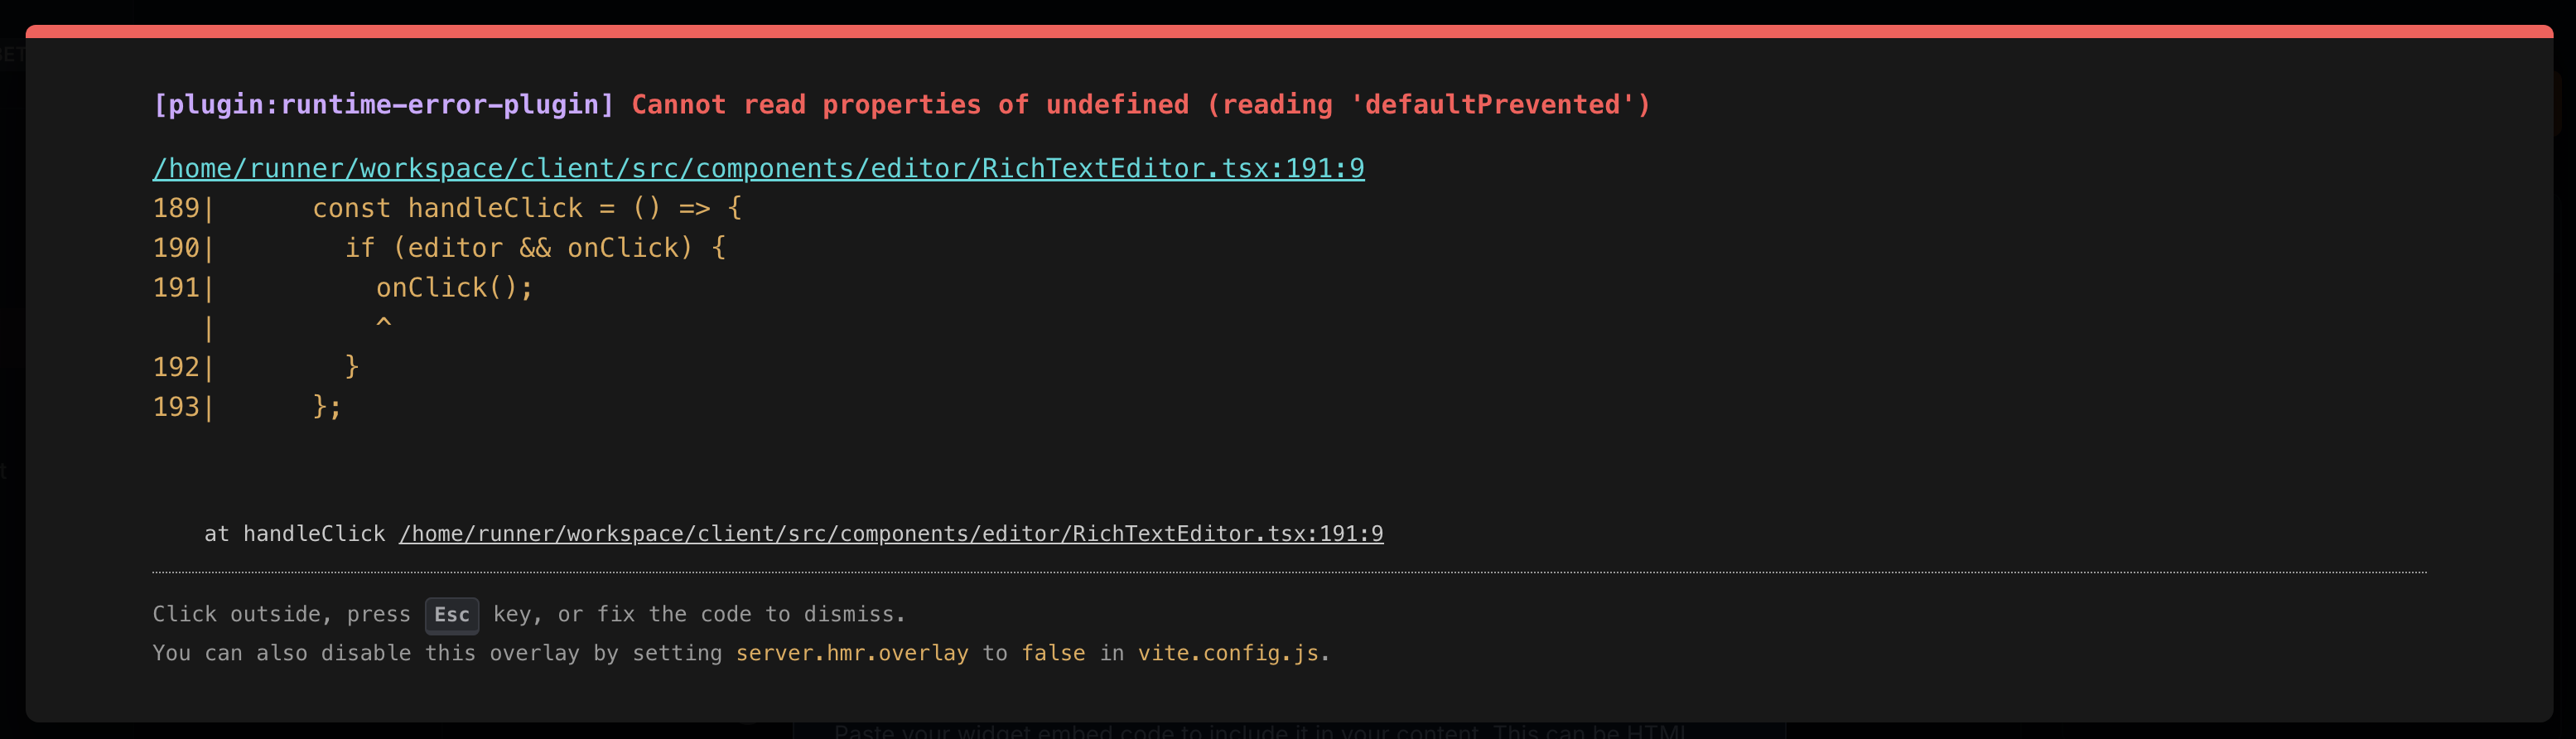 [plugin:runtime-error-plugin] Cannot read properties of undefined (reading 'defaultPrevented')
/home/runner/workspace/client/src/components/editor/RichTextEditor.tsx:191:9
189|      const handleClick = () => {
190|        if (editor && onClick) {
191|          onClick();
   |          ^
192|        }
193|      };
at handleClick /home/runner/workspace/client/src/components/editor/RichTextEditor.tsx:191:9
Click outside, press Esc key, or fix the code to dismiss.
You can also disable this overlay by setting server.hmr.overlay to false in vite.config.js.
Paste your widget embed code to include it in your content. This can be HTML